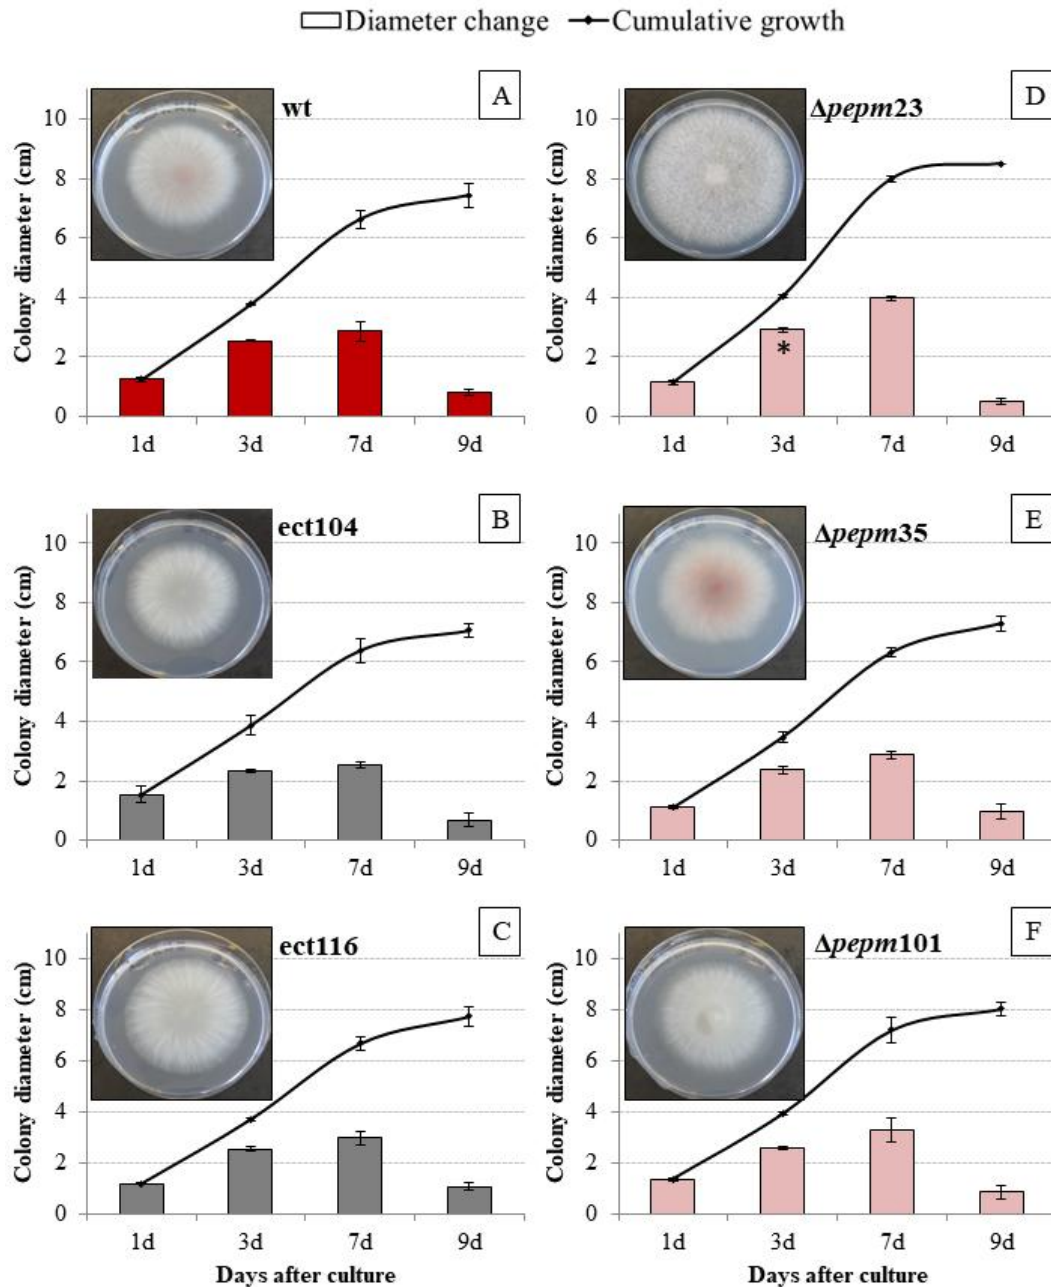 Diameter change Cumulative growth
A
wt
Colony diameter (cm)
10
8
6
4
2
0
1d 3d 7d 9d
D
Δpepm23
Colony diameter (cm)
10
8
6
4
2
0
*
1d 3d 7d 9d
B
ect104
Colony diameter (cm)
10
8
6
4
2
0
1d 3d 7d 9d
E
Δpepm35
Colony diameter (cm)
10
8
6
4
2
0
1d 3d 7d 9d
C
ect116
Colony diameter (cm)
10
8
6
4
2
0
1d 3d 7d 9d
Days after culture
F
Δpepm101
Colony diameter (cm)
10
8
6
4
2
0
1d 3d 7d 9d
Days after culture